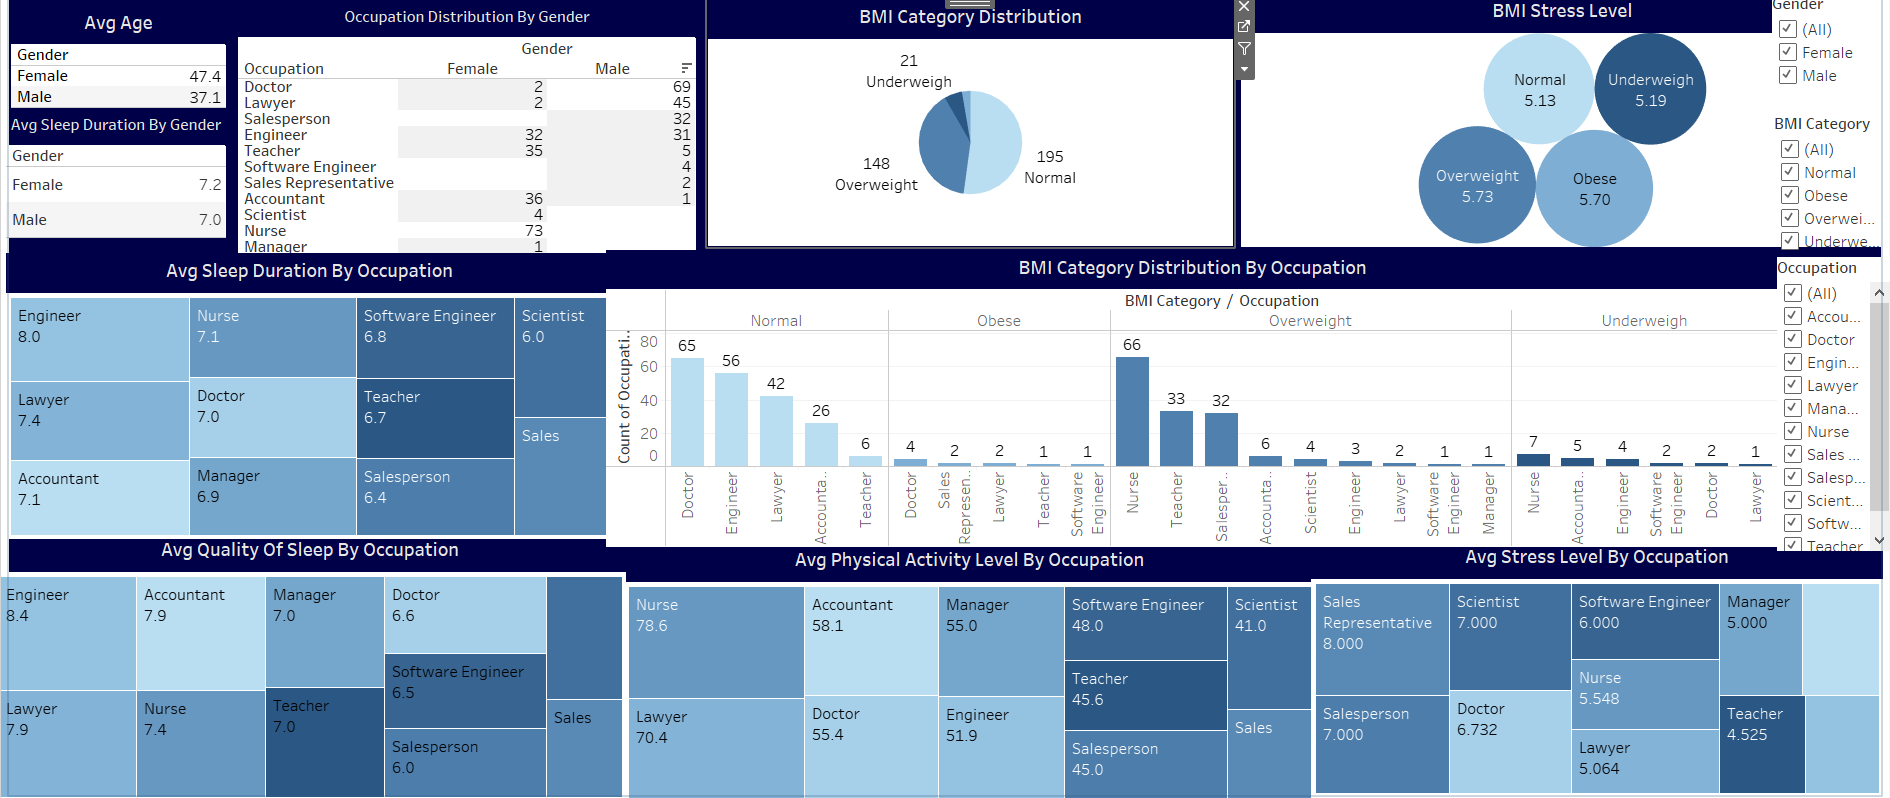 Avg Age
Gender
Female 47.4
Male 37.1
Avg Sleep Duration By Gender
Gender
Female 7.2
Male 7.0
Occupation Distribution By Gender
Gender
Occupation Female Male
Doctor 2 69
Lawyer 2 45
Salesperson 32
Engineer 32 31
Teacher 35 5
Software Engineer 4
Sales Representative 2
Accountant 36 1
Scientist 4
Nurse 73
Manager 1
BMI Category Distribution
21
Underweigh
148
Overweight
195
Normal
BMI Stress Level
Normal
5.13
Underweigh
5.19
Overweight
5.73
Obese
5.70
Gender
(All)
Female
Male
BMI Category
(All)
Normal
Obese
Overwei...
Underwe...
Avg Sleep Duration By Occupation
Engineer
8.0
Lawyer
7.4
Accountant
7.1
Nurse
7.1
Doctor
7.0
Manager
6.9
Software Engineer
6.8
Teacher
6.7
Salesperson
6.4
Scientist
6.0
Sales
BMI Category Distribution By Occupation
BMI Category / Occupation
Normal Obese Overweight Underweigh
Count of Occupati..
80
60
40
20
0
65 56 42 26 6
4 2 2 1 1
66 33 32 6 4 3 2 1 1
7 5 4 2 2 1
Doctor
Engineer
Lawyer
Accounta..
Teacher
Doctor
Sales
Represen..
Lawyer
Teacher
Software
Engineer
Nurse
Teacher
Salesper..
Accounta..
Scientist
Engineer
Lawyer
Software
Engineer
Manager
Nurse
Accounta..
Engineer
Software
Engineer
Doctor
Lawyer
Occupation
(All)
Accou...
Doctor
Engin...
Lawyer
Mana...
Nurse
Sales ...
Salesp...
Scient...
Softw...
Teacher
Avg Quality Of Sleep By Occupation
Engineer
8.4
Lawyer
7.9
Accountant
7.9
Nurse
7.4
Manager
7.0
Teacher
7.0
Doctor
6.6
Software Engineer
6.5
Salesperson
6.0
Sales
Avg Physical Activity Level By Occupation
Nurse
78.6
Lawyer
70.4
Accountant
58.1
Doctor
55.4
Manager
55.0
Engineer
51.9
Software Engineer
48.0
Teacher
45.6
Salesperson
45.0
Scientist
41.0
Sales
Avg Stress Level By Occupation
Sales
Representative
8.000
Salesperson
7.000
Scientist
7.000
Doctor
6.732
Software Engineer
6.000
Nurse
5.548
Lawyer
5.064
Manager
5.000
Teacher
4.525